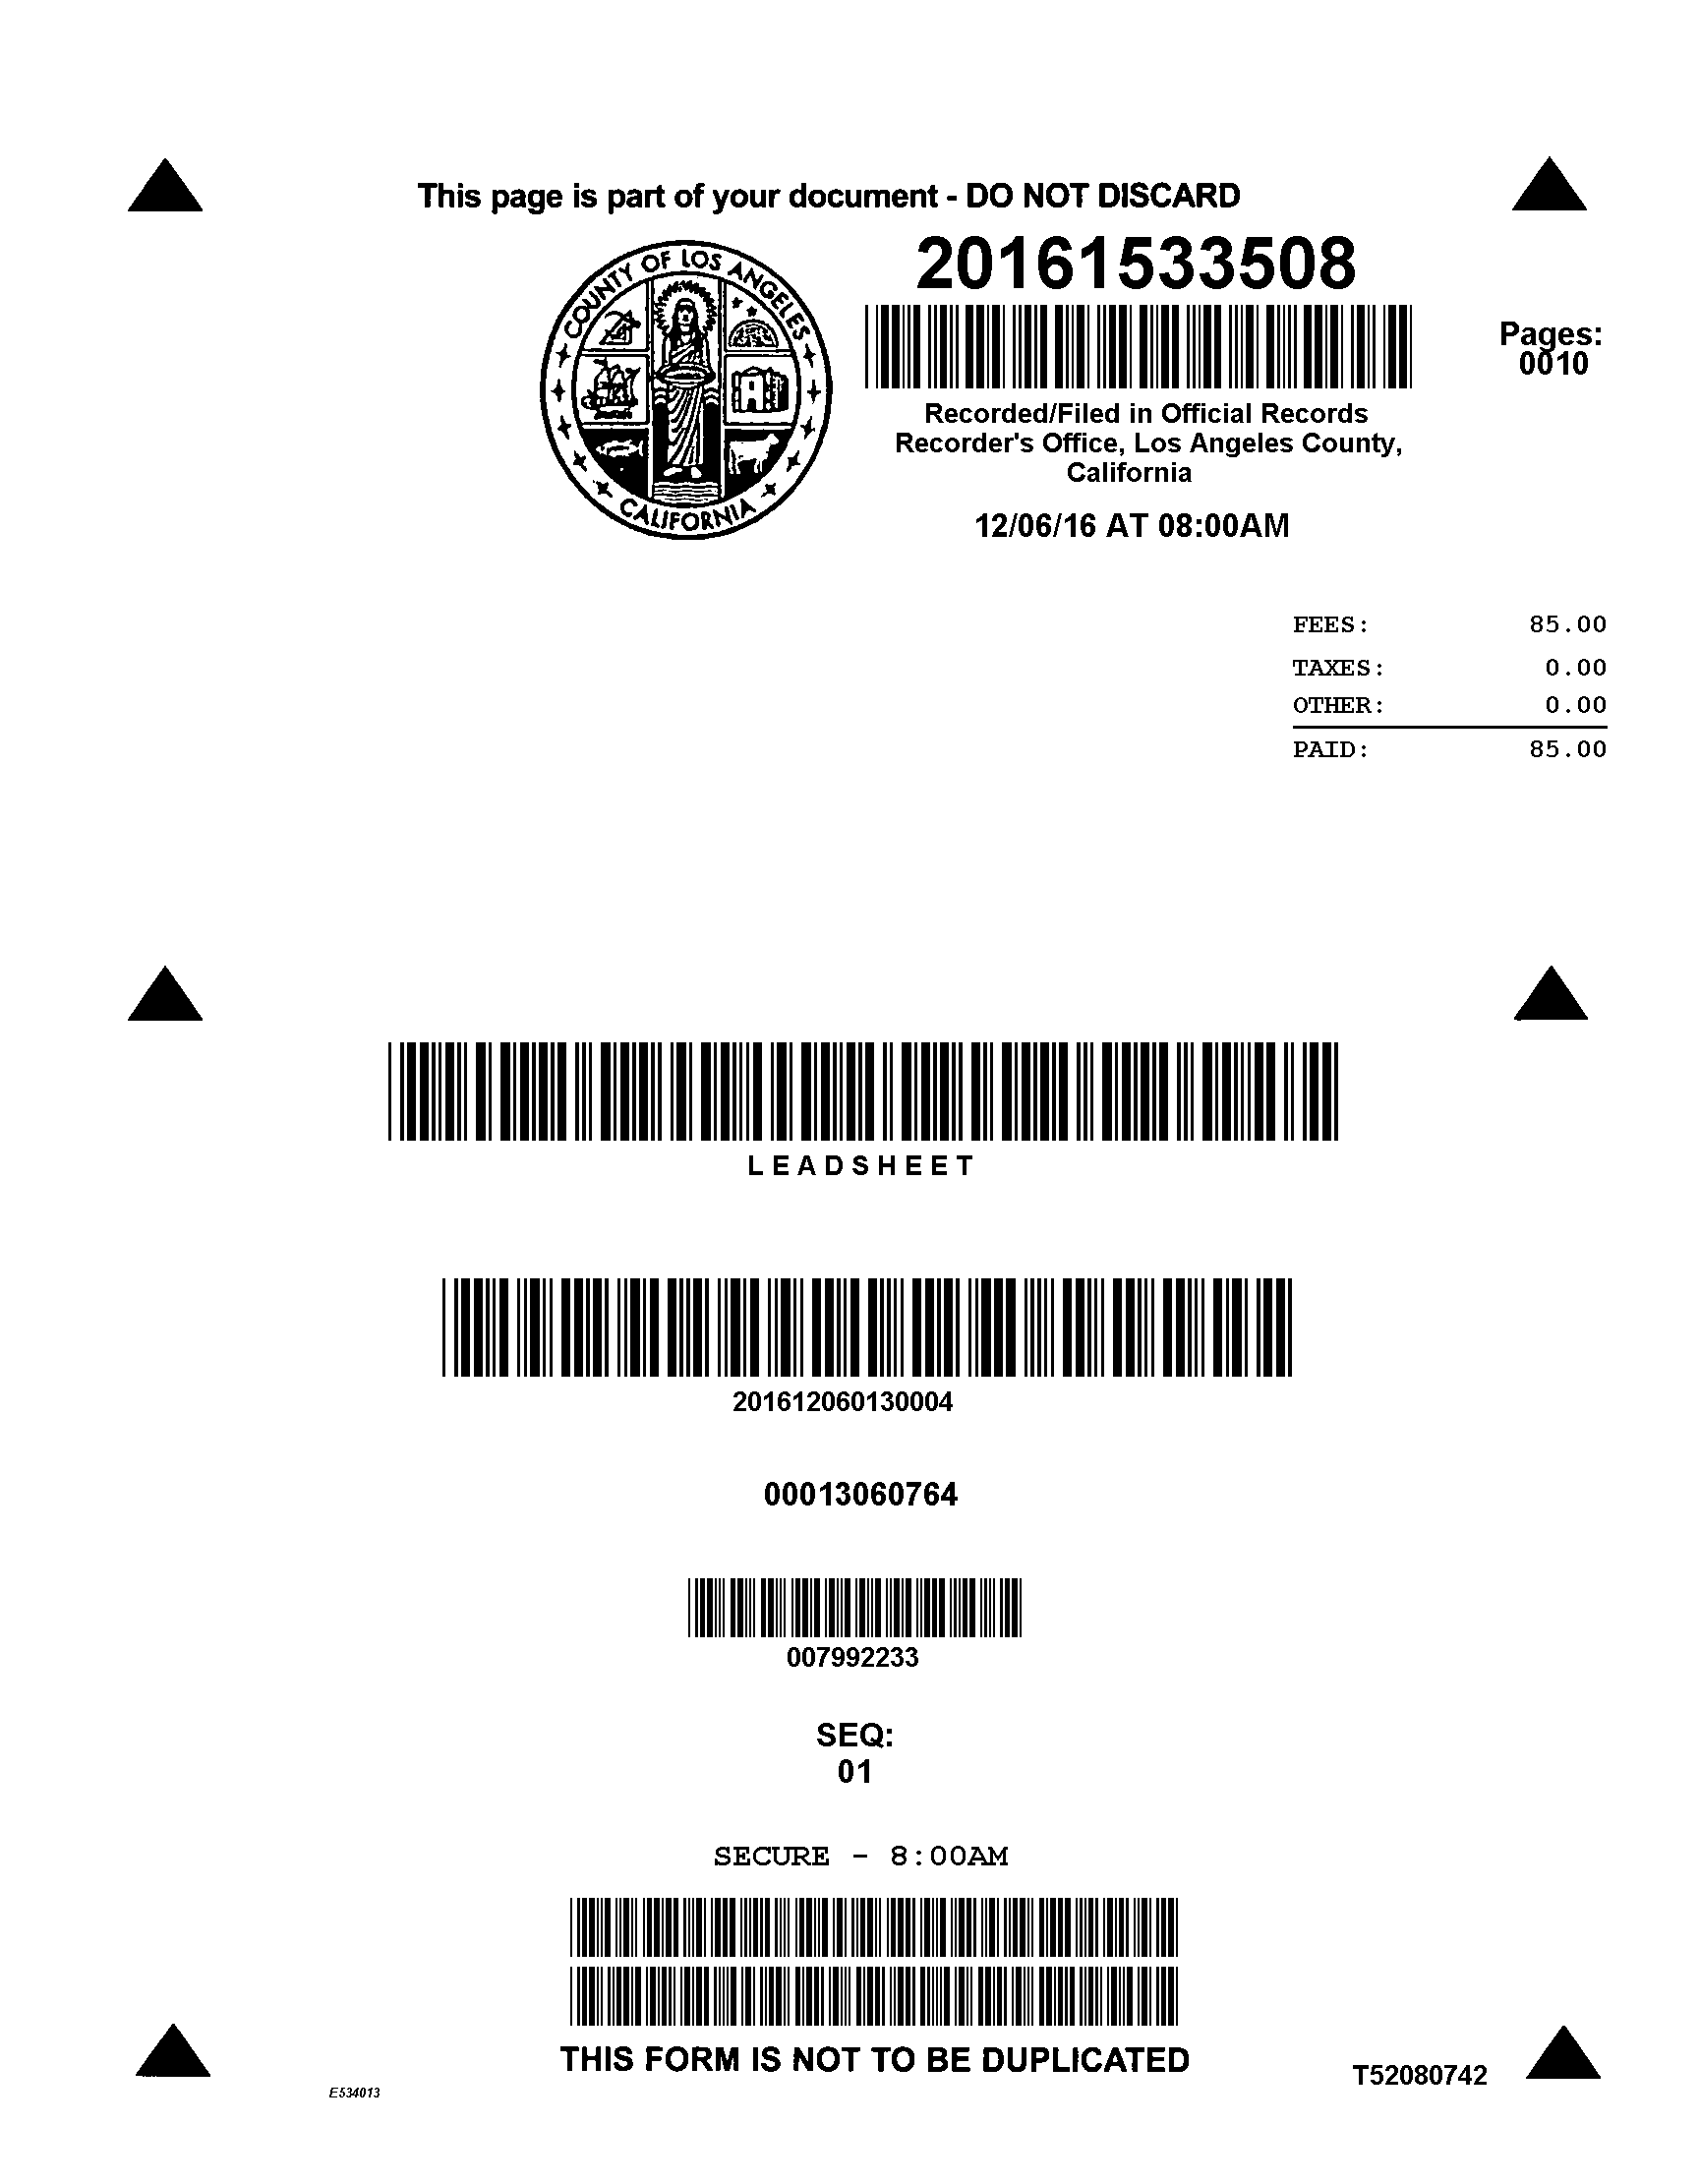 This page is part of your document - DO NOT DISCARD
20161533508
COUNTY OF LOS ANGELES
CALIFORNIA
Pages:
0010
Recorded/Filed in Official Records
Recorder's Office, Los Angeles County,
California
12/06/16 AT 08:00AM
FEES: 85.00
TAXES: 0.00
OTHER: 0.00
PAID: 85.00
LEADSHEET
201612060130004
00013060764
007992233
SEQ:
01
SECURE - 8:00AM
THIS FORM IS NOT TO BE DUPLICATED
E534013
T52080742